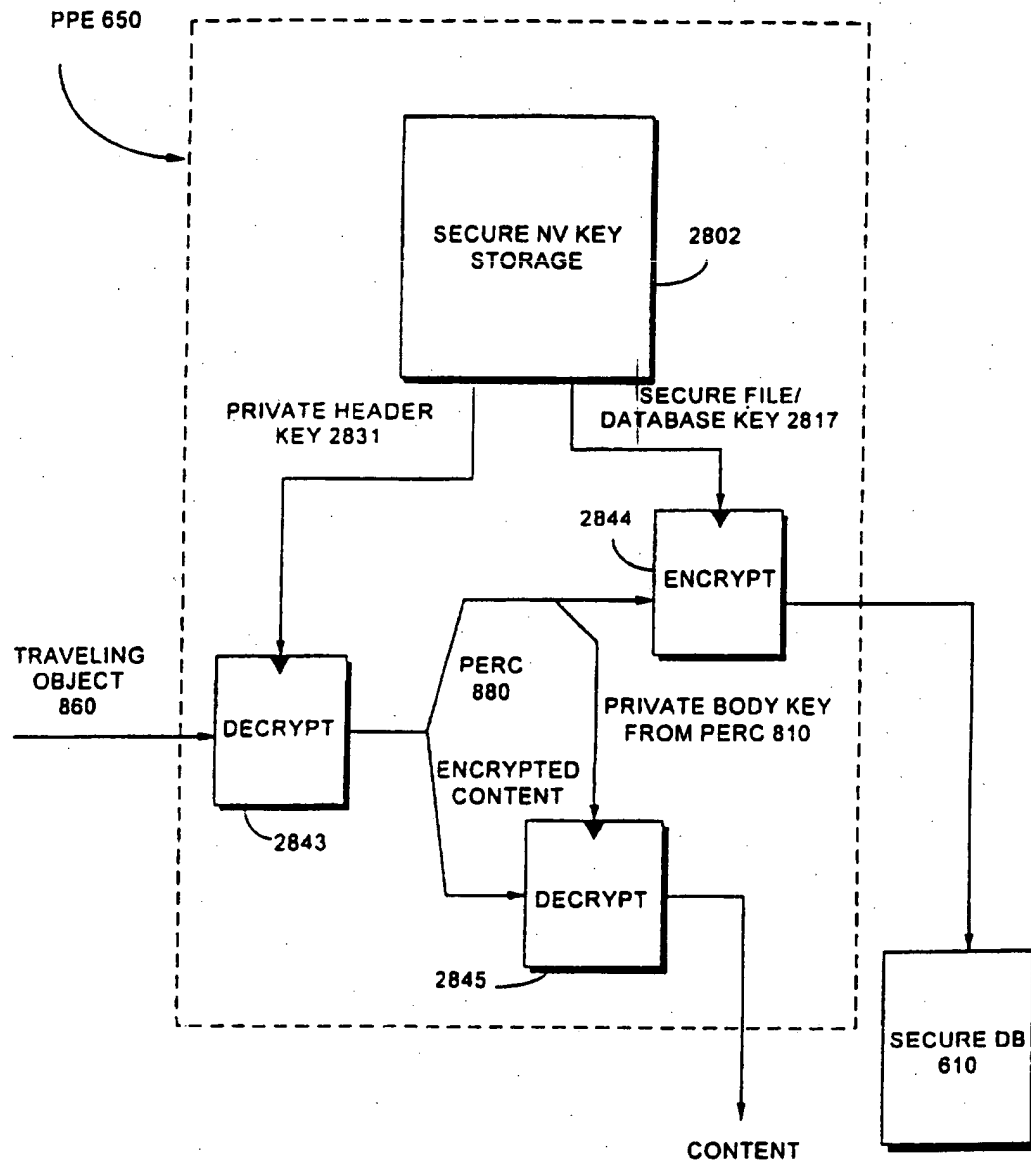 PPE 650
SECURE NV KEY
STORAGE
2802
PRIVATE HEADER
KEY 2831
SECURE FILE/
DATABASE KEY 2817
2844
ENCRYPT
TRAVELING
OBJECT
860
DECRYPT
PERC
880
PRIVATE BODY KEY
FROM PERC 810
ENCRYPTED
CONTENT
2843
DECRYPT
2845
SECURE DB
610
CONTENT